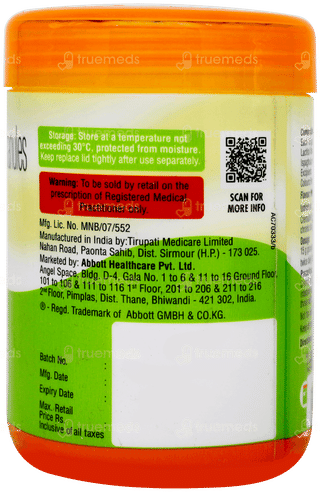 truemeds
truemeds
anules
Storage: Store at a temperature not
exceeding 30°C, protected from moisture.
Keep replace lid tightly after use separately.
Warning: To be sold by retail on the
prescription of Registered Medical
Practitioner only.
SCAN FOR
MORE INFO
Mfg. Lic. No. MNB/07/552
Manufactured in India by:Tirupati Medicare Limited
Nahan Road, Paonta Sahib, Dist. Sirmour (H.P.) - 173 025.
Marketed by: Abbott Healthcare Pvt. Ltd.
Angel Space, Bldg. D-4, Gala No. 1 to 6 & 11 to 16 Ground Floor,
101 to 106 & 111 to 116 1st Floor, 201 to 206 & 211 to 216
2nd Floor, Pimplas, Dist. Thane, Bhiwandi - 421 302, India.
® - Regd. Trademark of Abbott GMBH & CO.KG.
Batch No.
Mfg. Date
Expiry Date
Max. Retail
Price Rs.
Inclusive of all taxes